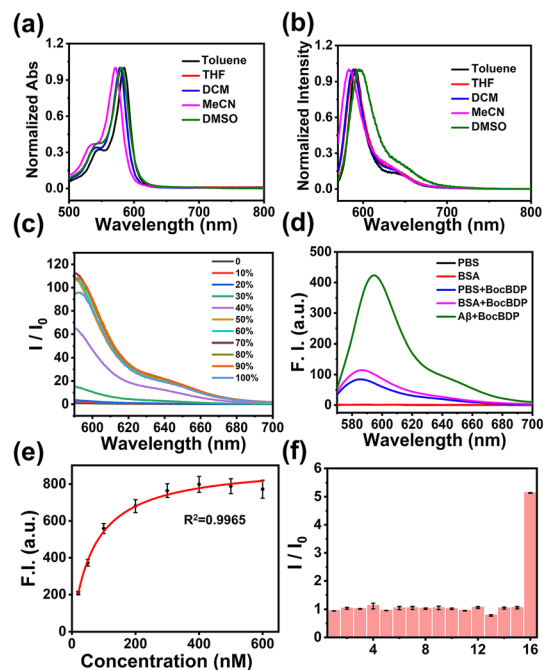 (a)
Normalized Abs
1.0
0.9
0.6
0.3
0.0
Toluene
THF
DCM
MeCN
DMSO
500 600 700 800
Wavelength (nm)
(b)
Normalized Intensity
1.0
0.9
0.6
0.3
0.0
Toluene
THF
DCM
MeCN
DMSO
600 700 800
Wavelength (nm)
(c)
I / I0
120
100
80
60
40
20
0
0
10%
20%
30%
40%
50%
60%
70%
80%
90%
100%
600 620 640 660 680 700
Wavelength (nm)
(d)
F. I. (a.u.)
500
400
300
200
100
0
PBS
BSA
PBS+BocBDP
BSA+BocBDP
Aβ+BocBDP
580 600 620 640 660 680 700
Wavelength (nm)
(e)
F.I. (a.u.)
800
600
400
200
0
R²=0.9965
0 200 400 600
Concentration (nM)
(f)
I / I0
6
5
4
3
2
1
0
4 8 12 16